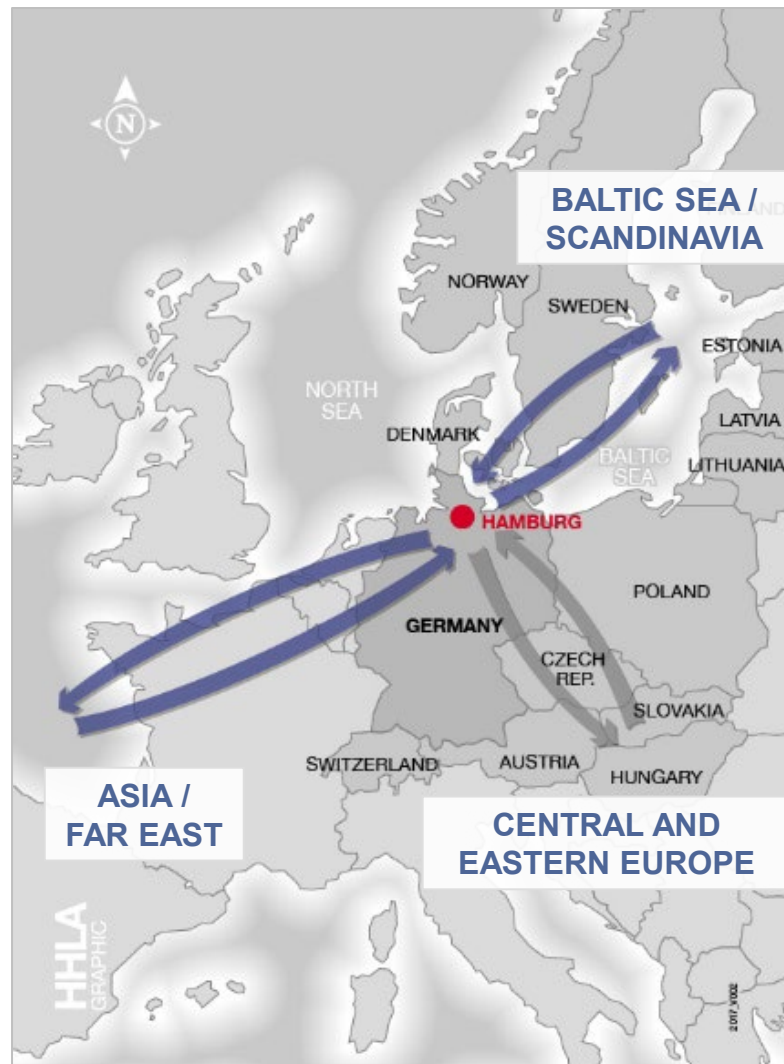 N
BALTIC SEA /
SCANDINAVIA
NORWAY
SWEDEN
ESTONIA
NORTH
SEA
LATVIA
DENMARK
BALTIC
SEA
LITHUANIA
HAMBURG
POLAND
GERMANY
CZECH
REP.
SLOVAKIA
SWITZERLAND
AUSTRIA
HUNGARY
ASIA /
FAR EAST
CENTRAL AND
EASTERN EUROPE
HHLA
GRAPHIC
2017_V002